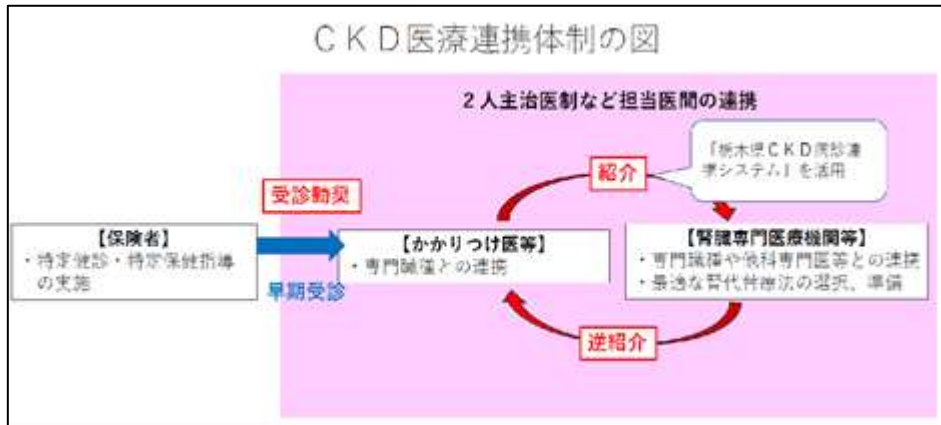 CKD医療連携体制の図
2人主治医制など担当医間の連携
紹介
「栃木県CKD医診連
携システム」を活用
受診勧奨
【保険者】
・特定健診・特定保健指導
の実施
早期受診
【かかりつけ医等】
・専門職種との連携
【腎臓専門医療機関等】
・専門職種や他科専門医等との連携
・最適な腎代替療法の選択、準備
逆紹介